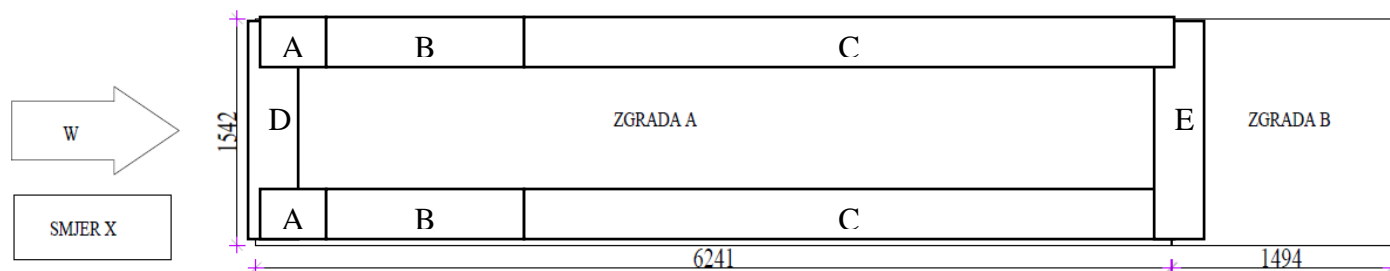 A B C
W
1542
D ZGRADA A E ZGRADA B
SMJER X
A B C
6241 1494